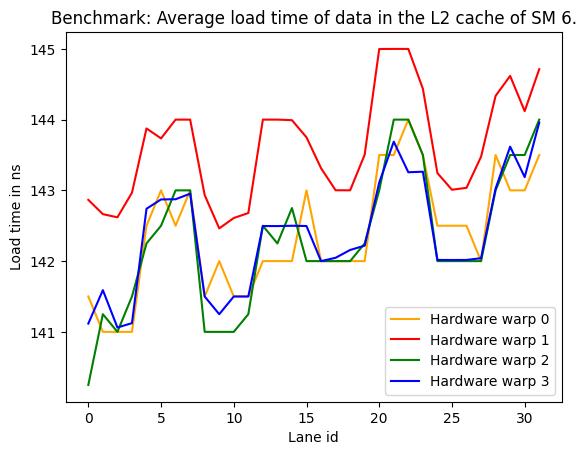 Benchmark: Average load time of data in the L2 cache of SM 6.
Load time in ns
145
144
143
142
141
Hardware warp 0
Hardware warp 1
Hardware warp 2
Hardware warp 3
0 5 10 15 20 25 30
Lane id